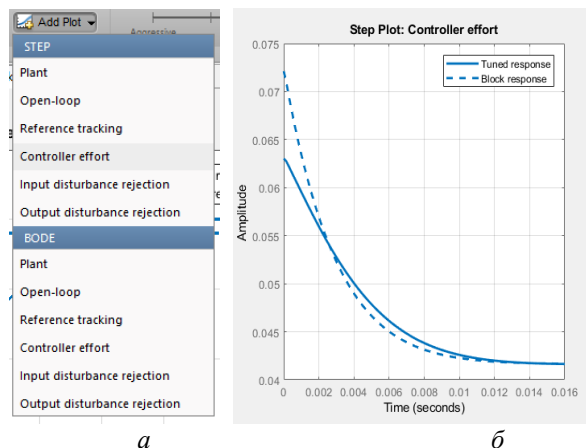 Add Plot
Aggressive
STEP
Plant
Open-loop
Reference tracking
Controller effort
Input disturbance rejection
Output disturbance rejection
BODE
Plant
Open-loop
Reference tracking
Controller effort
Input disturbance rejection
Output disturbance rejection
а
Step Plot: Controller effort
Tuned response
Block response
Amplitude
0.075
0.07
0.065
0.06
0.055
0.05
0.045
0.04
0 0.002 0.004 0.006 0.008 0.01 0.012 0.014 0.016
Time (seconds)
б